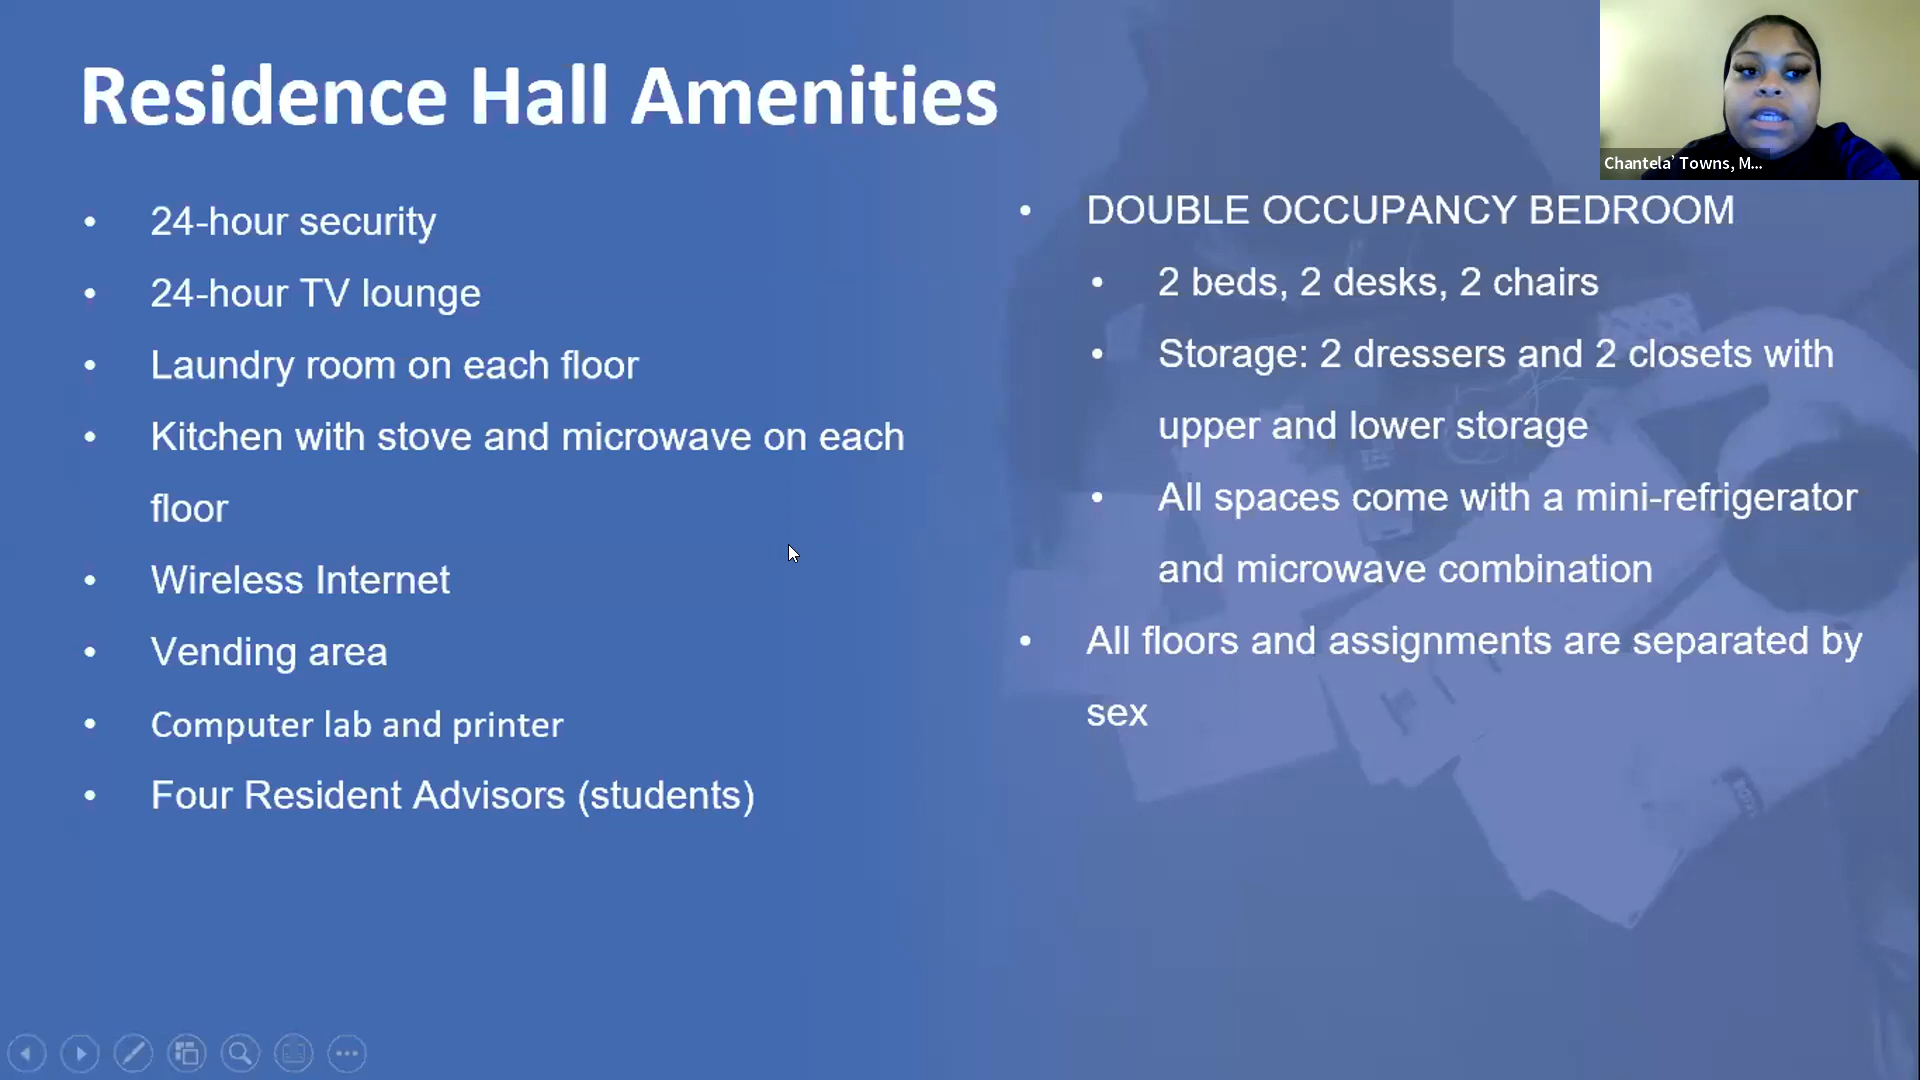 Residence Hall Amenities
• 24-hour security
• 24-hour TV lounge
• Laundry room on each floor
• Kitchen with stove and microwave on each
floor
• Wireless Internet
• Vending area
• Computer lab and printer
• Four Resident Advisors (students)
• DOUBLE OCCUPANCY BEDROOM
• 2 beds, 2 desks, 2 chairs
• Storage: 2 dressers and 2 closets with
upper and lower storage
• All spaces come with a mini-refrigerator
and microwave combination
• All floors and assignments are separated by
sex
Chantela’ Towns, M...